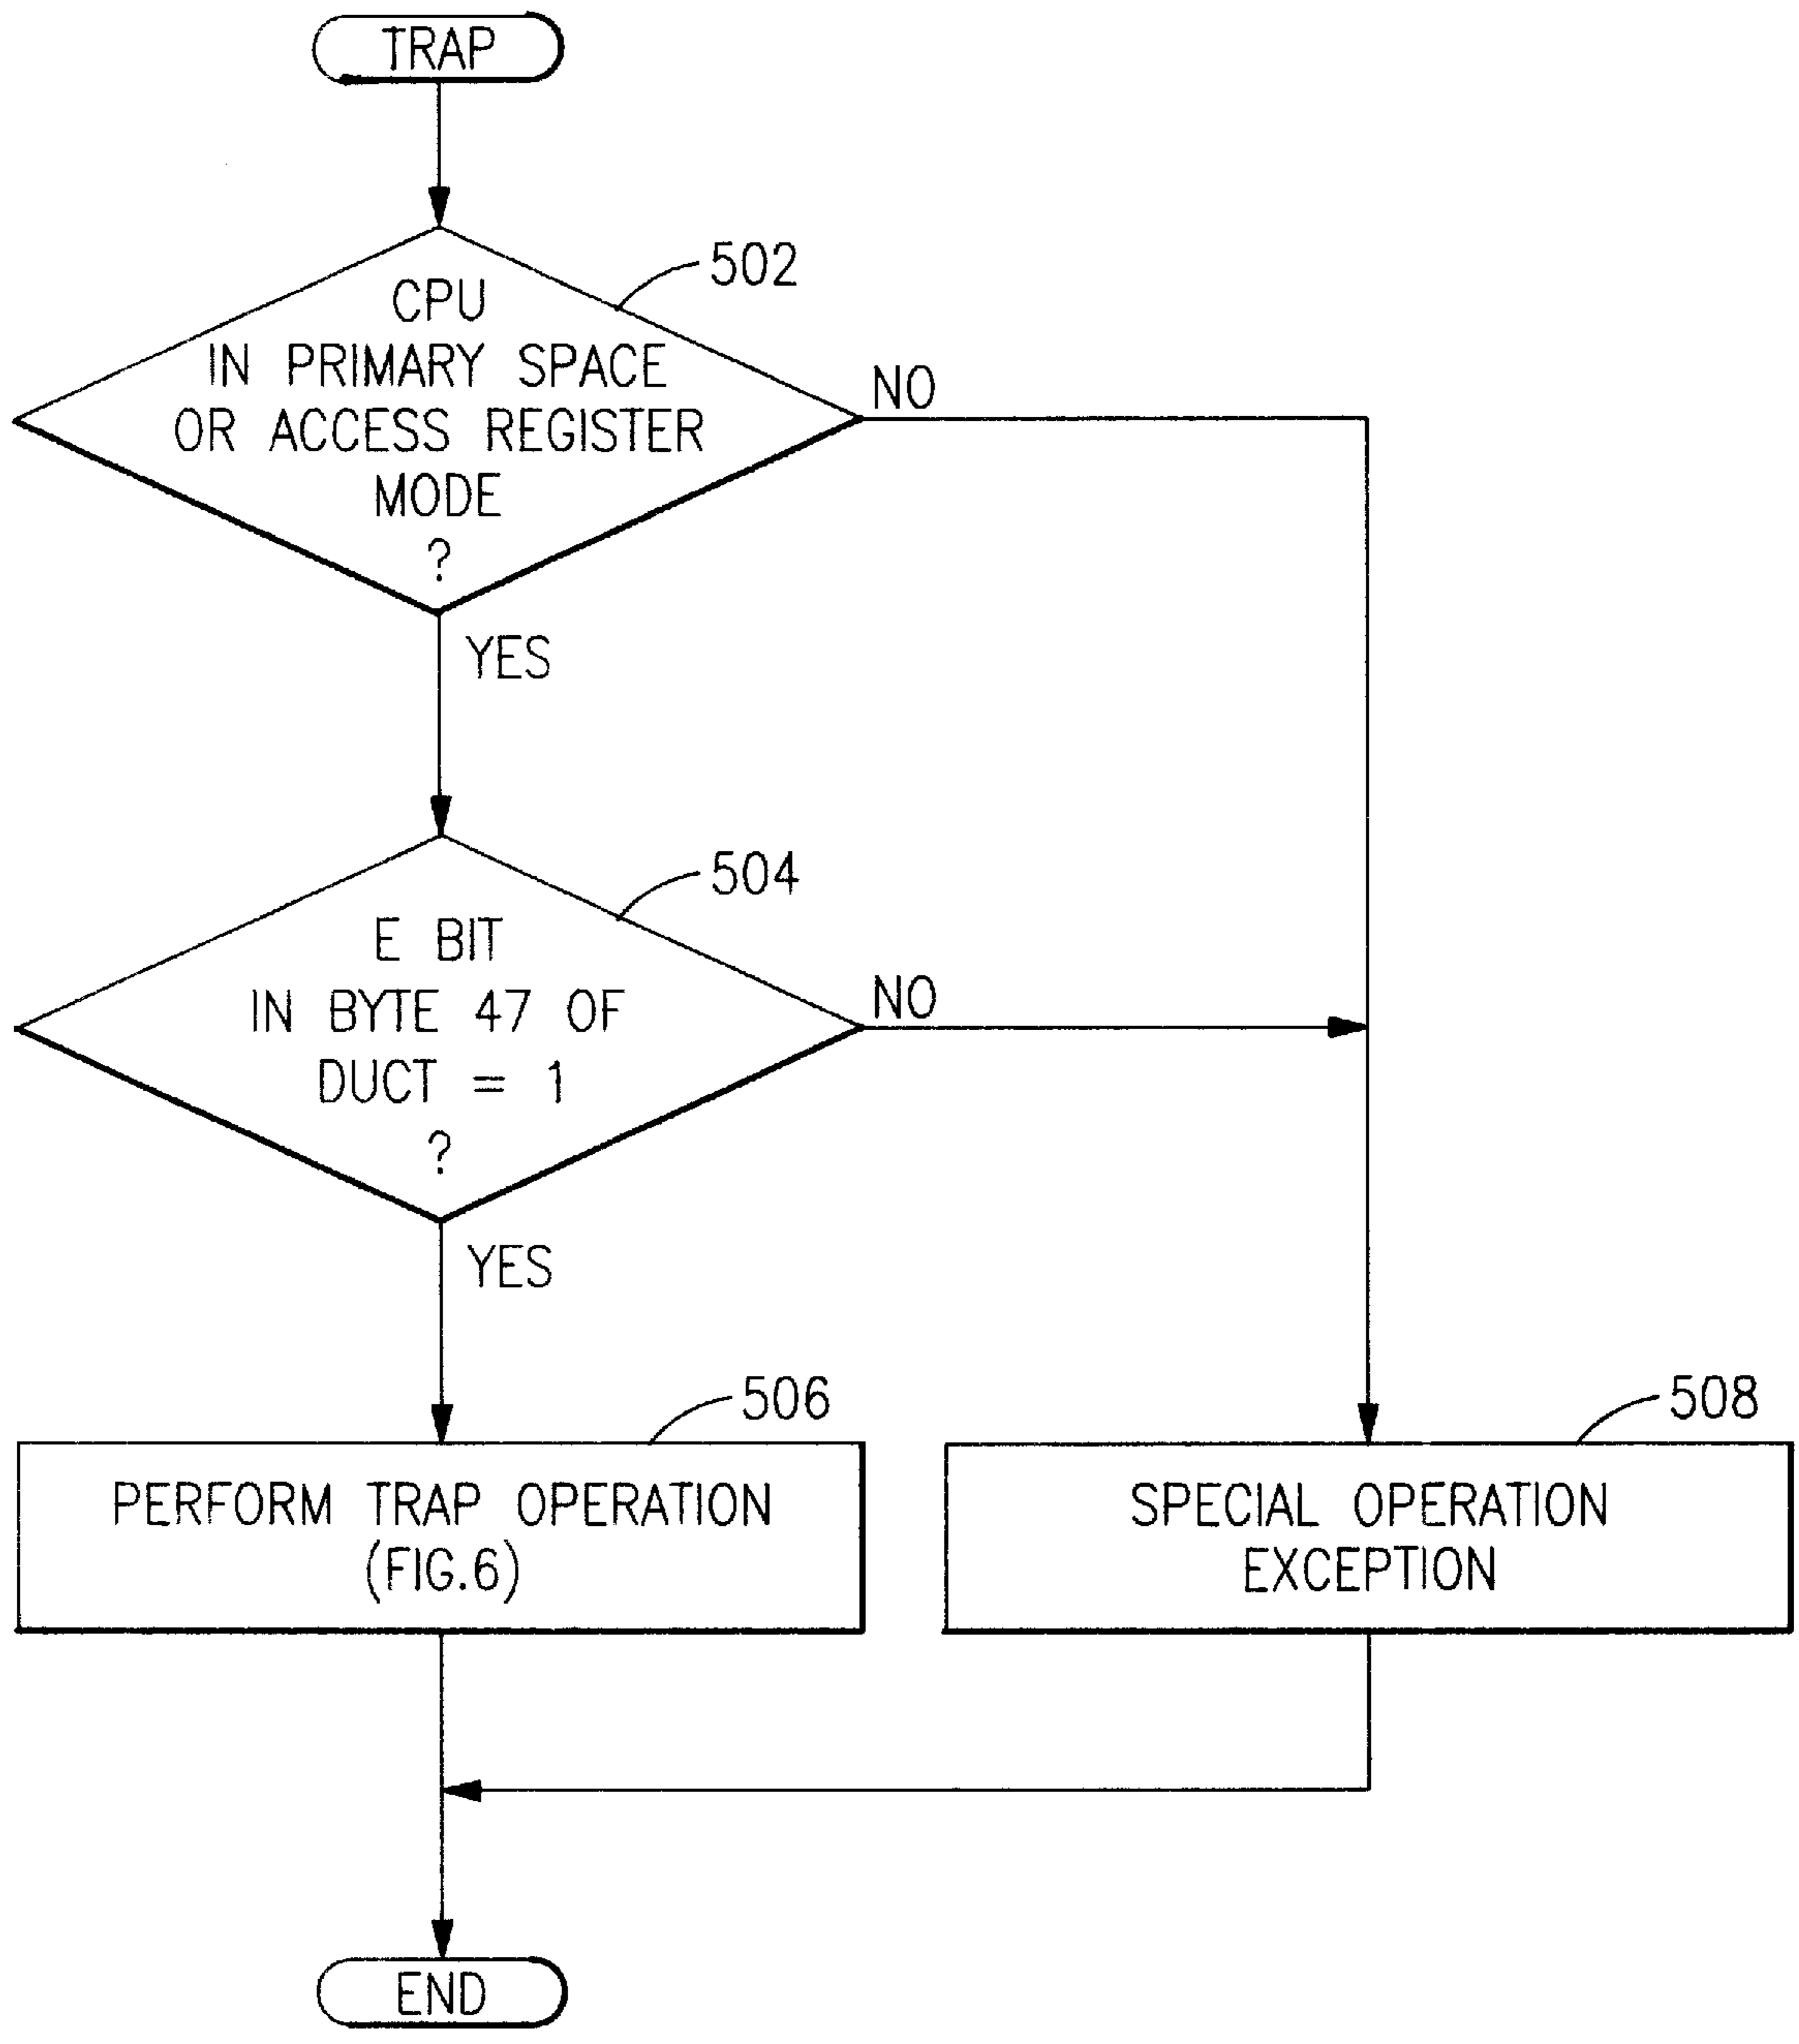 TRAP
502
CPU
IN PRIMARY SPACE
OR ACCESS REGISTER
MODE
?
NO
YES
504
E BIT
IN BYTE 47 OF
DUCT = 1
?
NO
YES
506
PERFORM TRAP OPERATION
(FIG.6)
508
SPECIAL OPERATION
EXCEPTION
END